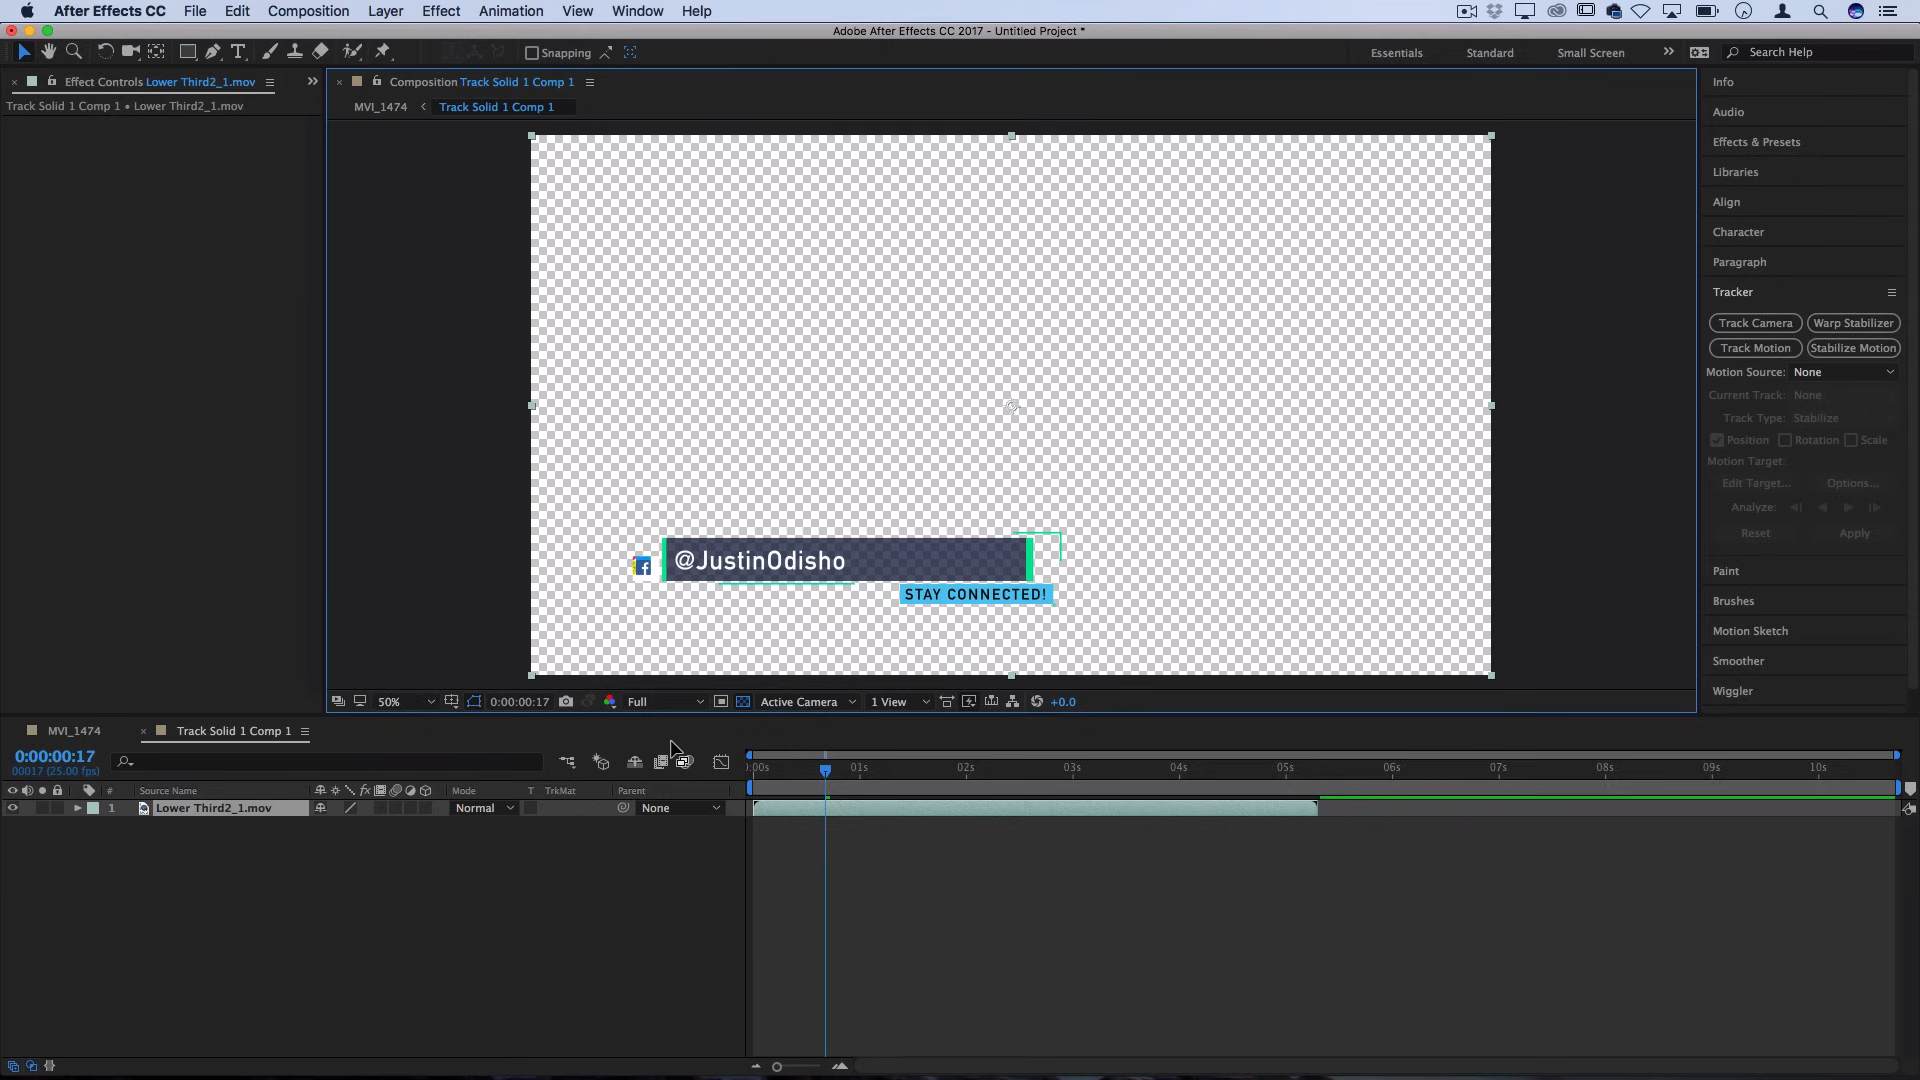 After Effects CC File Edit Composition Layer Effect Animation View Window Help
Adobe After Effects CC 2017 - Untitled Project *
Snapping Essentials Standard Small Screen Search Help
Effect Controls Lower Third2_1.mov
Track Solid 1 Comp 1 • Lower Third2_1.mov
Composition Track Solid 1 Comp 1
MVI_1474 Track Solid 1 Comp 1
@JustinOdisho
STAY CONNECTED!
50% 0:00:00:17 Full Active Camera 1 View +0.0
Info
Audio
Effects & Presets
Libraries
Align
Character
Paragraph
Tracker
Track Camera Warp Stabilizer
Track Motion Stabilize Motion
Motion Source: None
Current Track: None
Track Type: Stabilize
Position Rotation Scale
Motion Target:
Edit Target... Options...
Analyze:
Reset Apply
Paint
Brushes
Motion Sketch
Smoother
Wiggler
MVI_1474 Track Solid 1 Comp 1
0:00:00:17
00017 (25.00 fps)
:00s 01s 02s 03s 04s 05s 06s 07s 08s 09s 10s
# Source Name fx Mode T TrkMat Parent
1 Lower Third2_1.mov Normal None